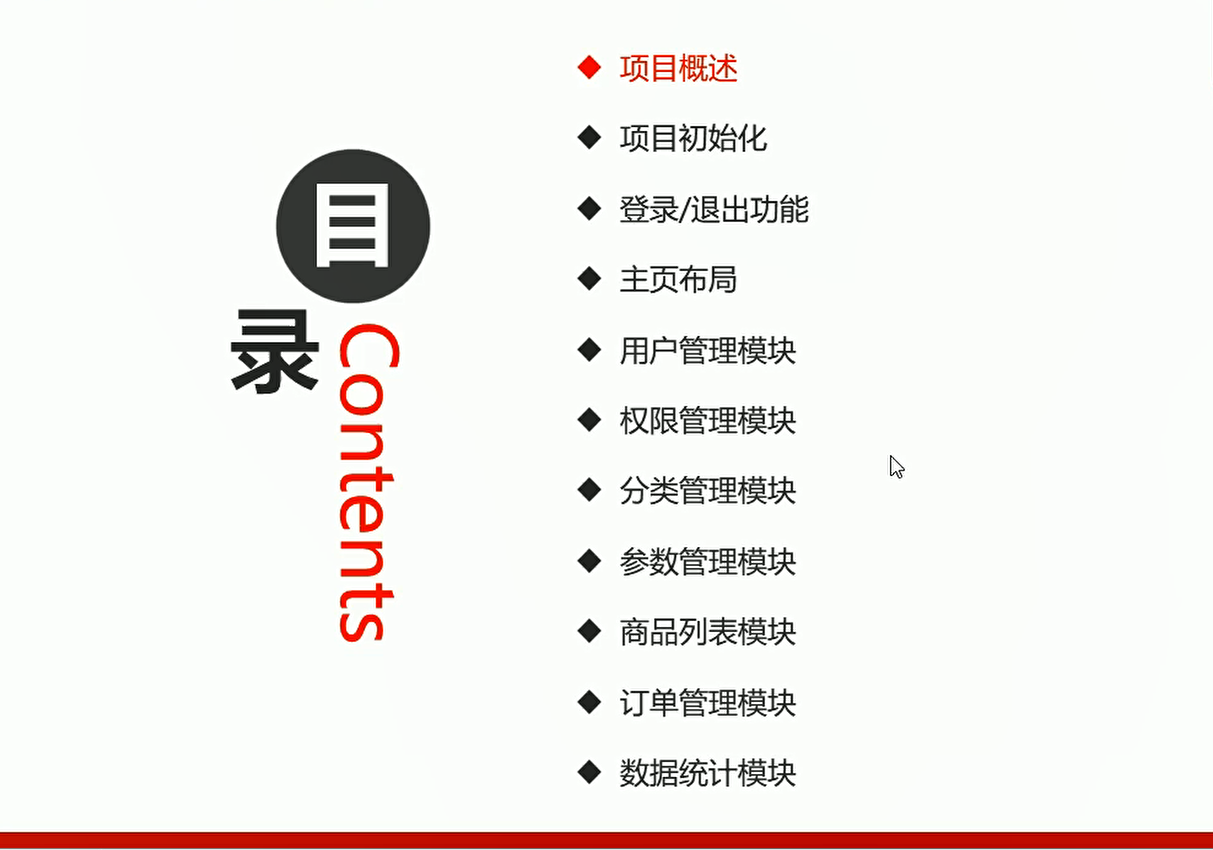 目录
Contents
项目概述
项目初始化
登录/退出功能
主页布局
用户管理模块
权限管理模块
分类管理模块
参数管理模块
商品列表模块
订单管理模块
数据统计模块